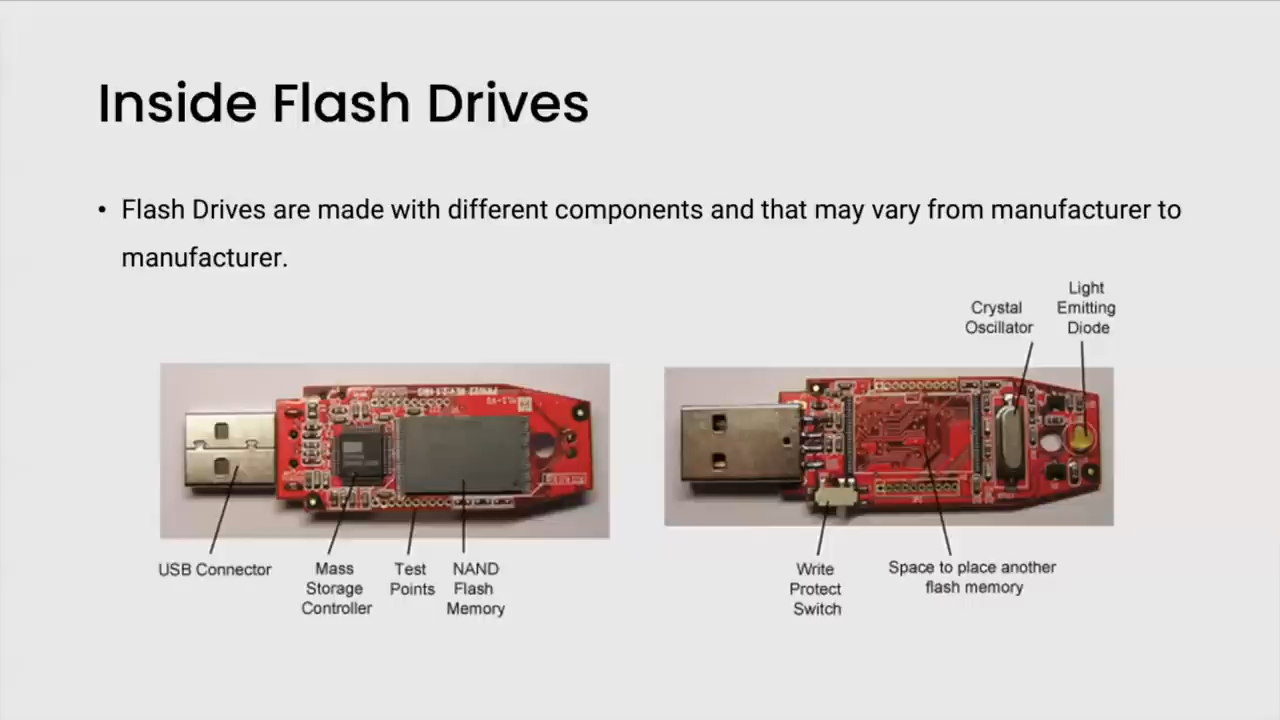 Inside Flash Drives
• Flash Drives are made with different components and that may vary from manufacturer to
manufacturer.
Crystal
Oscillator
Light
Emitting
Diode
USB Connector
Mass
Storage
Controller
Test
Points
NAND
Flash
Memory
Write
Protect
Switch
Space to place another
flash memory